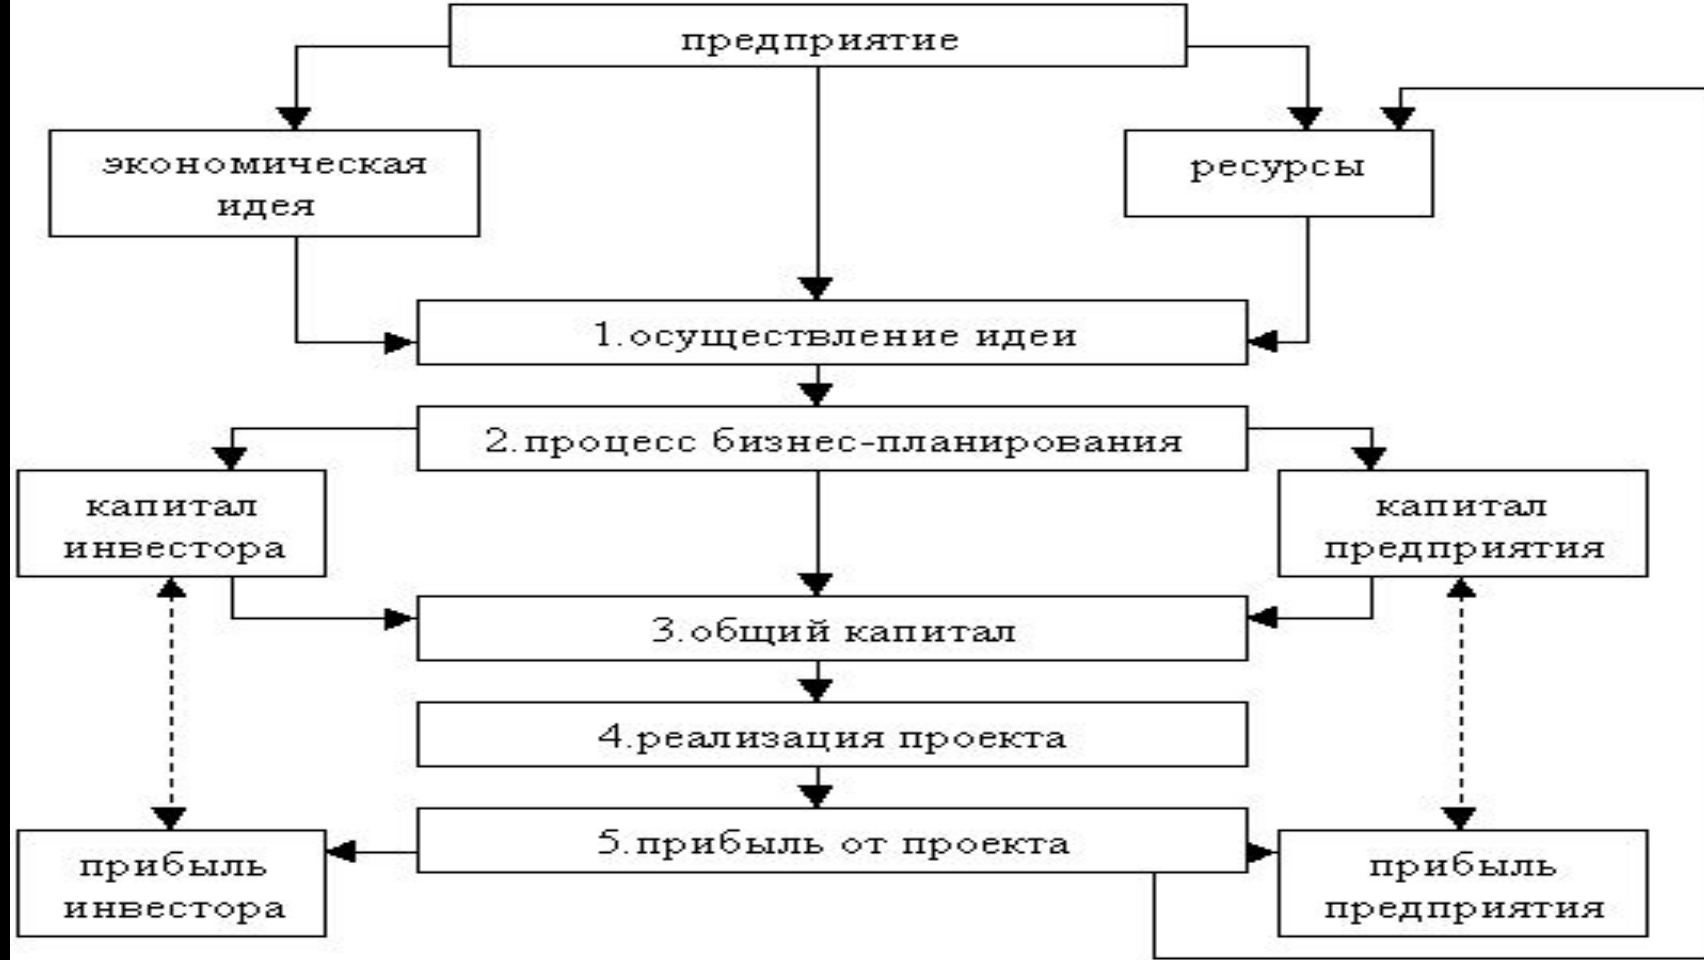 предприятие
экономическая
идея
ресурсы
1.осуществление идеи
2.процесс бизнес-планирования
капитал
инвестора
капитал
предприятия
3.общий капитал
4.реализация проекта
5.прибыль от проекта
прибыль
инвестора
прибыль
предприятия